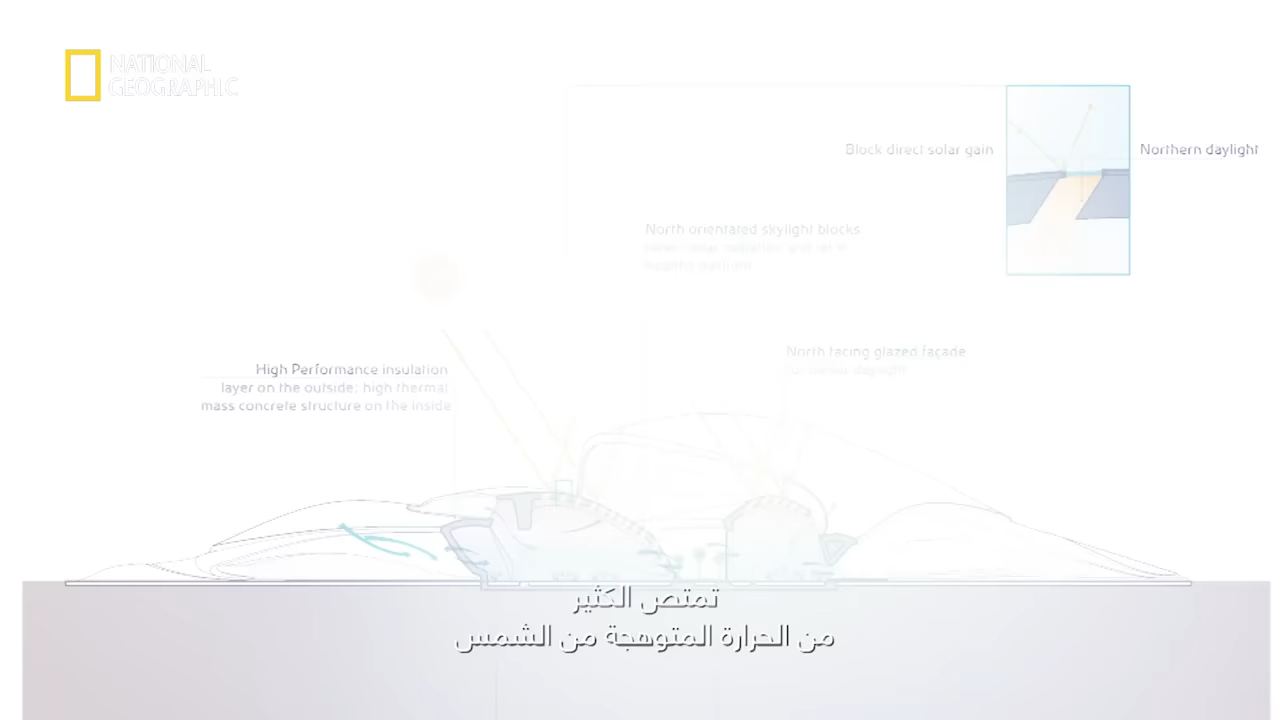 NATIONAL
GEOGRAPHIC
Block direct solar gain
Northern daylight
North orientated skylight blocks
High Performance insulation
layer on the outside; high thermal
mass concrete structure on the inside
North facing glazed façade
تمتص الكثير
من الحرارة المتوهجة من الشمس